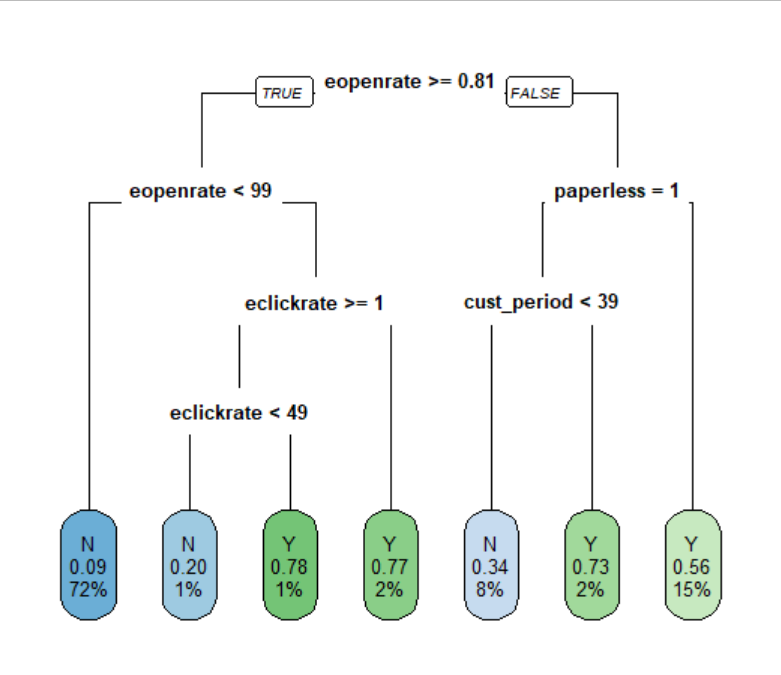 TRUE eopenrate >= 0.81 FALSE
eopenrate < 99
paperless = 1
eclickrate >= 1
cust_period < 39
eclickrate < 49
N
0.09
72%
N
0.20
1%
Y
0.78
1%
Y
0.77
2%
N
0.34
8%
Y
0.73
2%
Y
0.56
15%